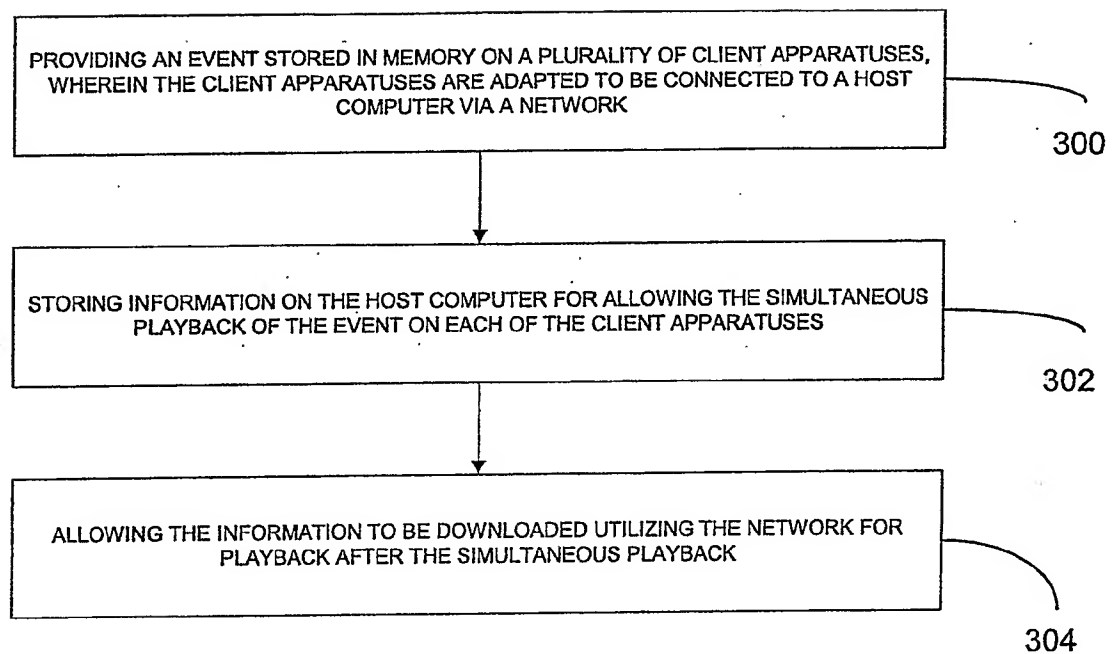 PROVIDING AN EVENT STORED IN MEMORY ON A PLURALITY OF CLIENT APPARATUSES,
WHEREIN THE CLIENT APPARATUSES ARE ADAPTED TO BE CONNECTED TO A HOST
COMPUTER VIA A NETWORK
300
STORING INFORMATION ON THE HOST COMPUTER FOR ALLOWING THE SIMULTANEOUS
PLAYBACK OF THE EVENT ON EACH OF THE CLIENT APPARATUSES
302
ALLOWING THE INFORMATION TO BE DOWNLOADED UTILIZING THE NETWORK FOR
PLAYBACK AFTER THE SIMULTANEOUS PLAYBACK
304